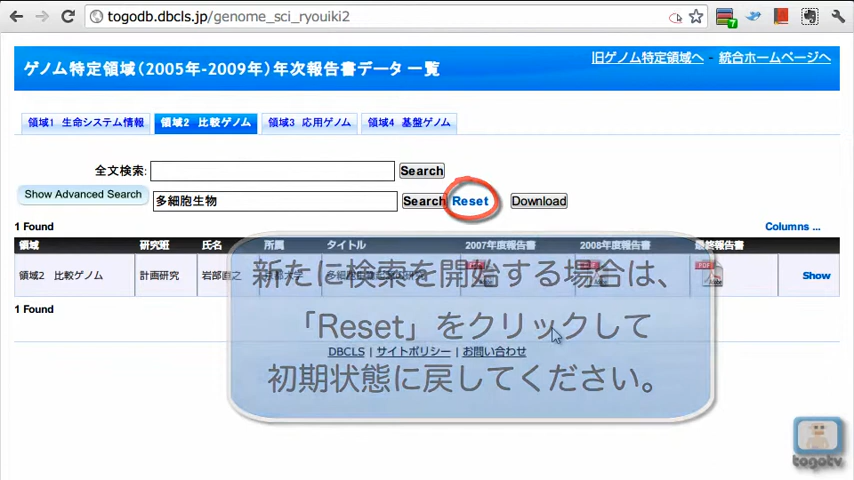 togodb.dbcls.jp/genome_sci_ryouiki2
7
ゲノム特定領域(2005年-2009年)年次報告書データ 一覧
旧ゲノム特定領域へ - 統合ホームページへ
領域1 生命システム情報 領域2 比較ゲノム 領域3 応用ゲノム 領域4 基盤ゲノム
全文検索: Search
Show Advanced Search 多細胞生物 Search Reset Download
1 Found Columns ...
領域 研究班 氏名 所属 タイトル 2007年度報告書 2008年度報告書 最終報告書
領域2 比較ゲノム 計画研究 岩部直之 Show
1 Found
新たに検索を開始する場合は、
「Reset」をクリックして
初期状態に戻してください。
DBCLS | サイトポリシー | お問い合わせ
togotv